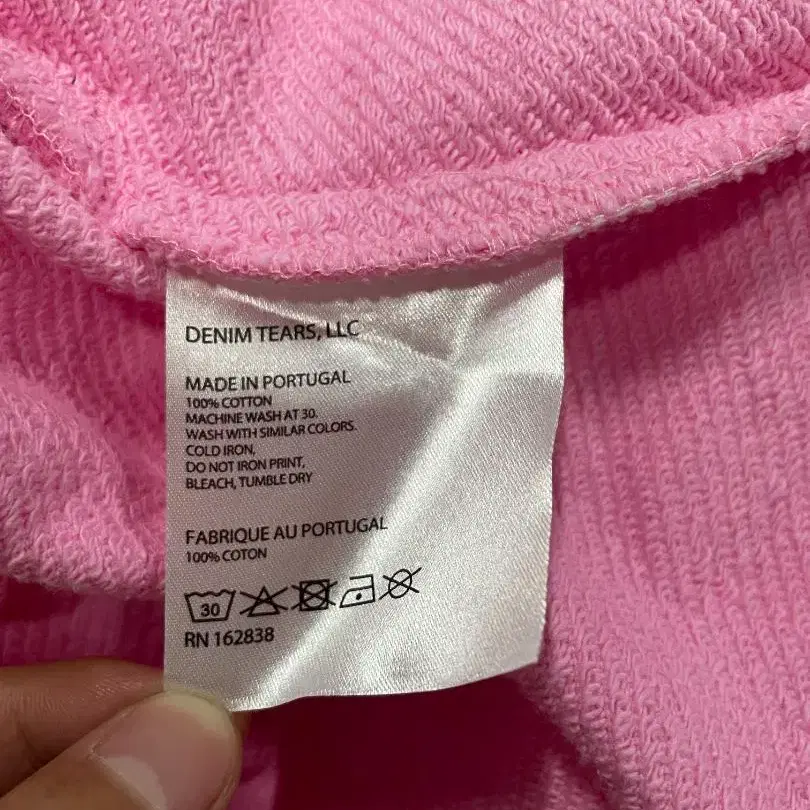 DENIM TEARS, LLC
MADE IN PORTUGAL
100% COTTON
MACHINE WASH AT 30.
WASH WITH SIMILAR COLORS.
COLD IRON,
DO NOT IRON PRINT,
BLEACH, TUMBLE DRY
FABRIQUE AU PORTUGAL
100% COTON
30
RN 162838